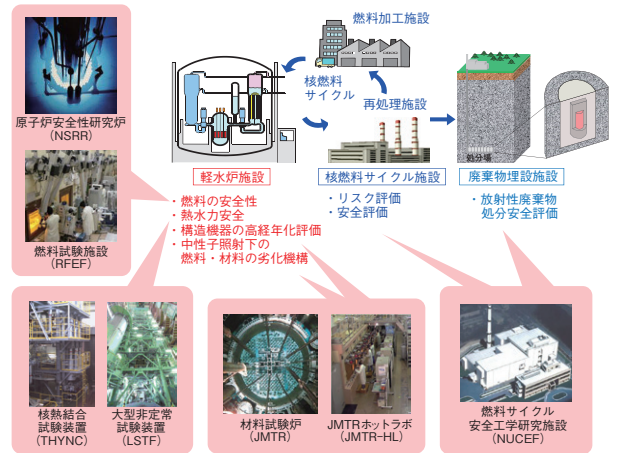 原子炉安全性研究炉
（NSRR）
燃料試験施設
（RFEF）
燃料加工施設
核燃料
サイクル
再処理施設
処分場
軽水炉施設
・燃料の安全性
・熱水力安全
・構造機器の高経年化評価
・中性子照射下の
燃料・材料の劣化機構
核燃料サイクル施設
・リスク評価
・安全評価
廃棄物埋設施設
・放射性廃棄物
処分安全評価
核熱結合
試験装置
（THYNC）
大型非定常
試験装置
（LSTF）
材料試験炉
（JMTR）
JMTRホットラボ
（JMTR-HL）
燃料サイクル
安全工学研究施設
（NUCEF）